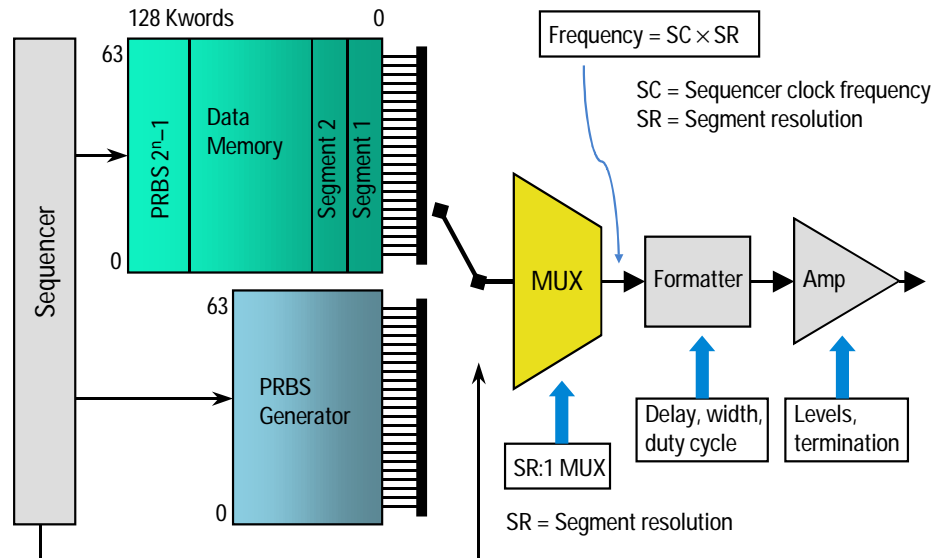 128 Kwords
0
63
0
Sequencer
PRBS 2ⁿ–1
Data
Memory
Segment 2
Segment 1
Frequency = SC × SR
SC = Sequencer clock frequency
SR = Segment resolution
MUX
Formatter
Amp
63
0
PRBS
Generator
SR:1 MUX
Delay, width,
duty cycle
Levels,
termination
SR = Segment resolution